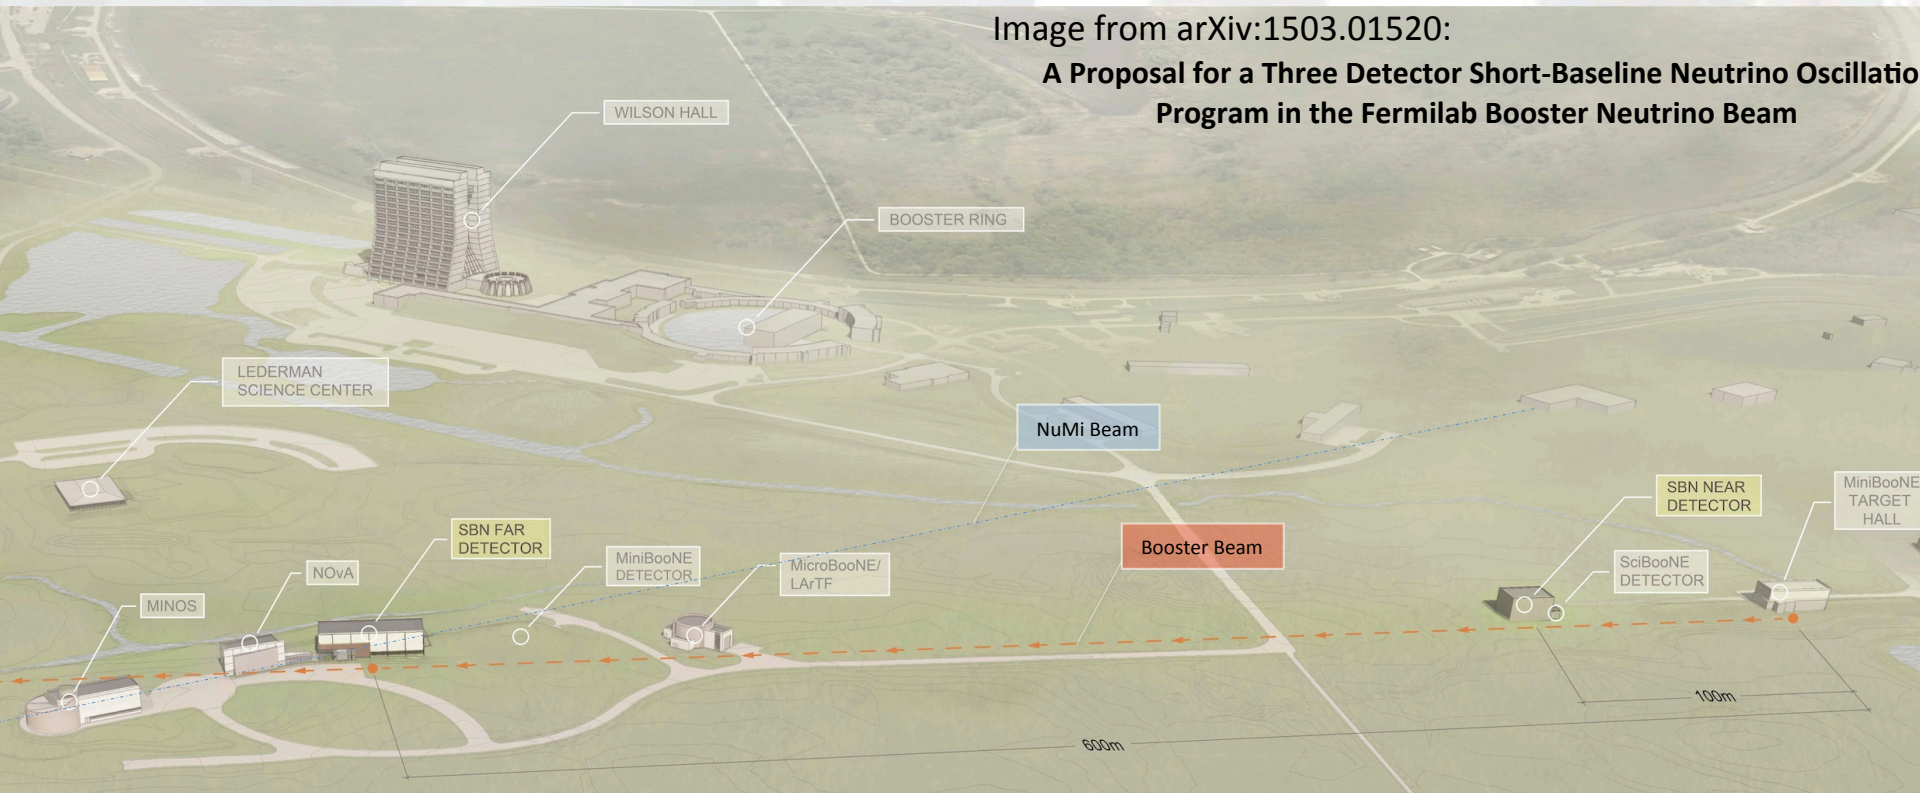 Image from arXiv:1503.01520:
A Proposal for a Three Detector Short-Baseline Neutrino Oscillatio
Program in the Fermilab Booster Neutrino Beam
WILSON HALL
BOOSTER RING
LEDERMAN
SCIENCE CENTER
NuMi Beam
SBN NEAR
DETECTOR
MiniBooNE
TARGET
HALL
SBN FAR
DETECTOR
Booster Beam
MiniBooNE
DETECTOR
MicroBooNE/
LArTF
SciBooNE
DETECTOR
NOvA
MINOS
100m
600m